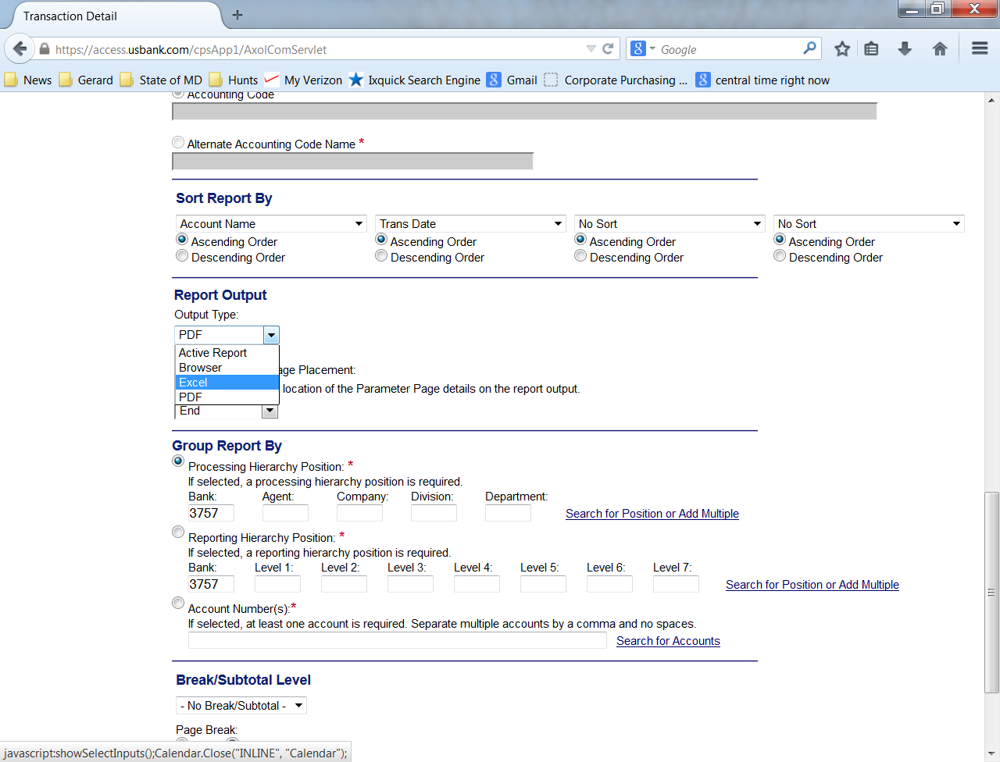 Transaction Detail
https://access.usbank.com/cpsApp1/AxolComServlet
Google
News Gerard State of MD Hunts My Verizon Ixquick Search Engine Gmail Corporate Purchasing ... central time right now
Accounting Code
Alternate Accounting Code Name *
Sort Report By
Account Name Trans Date No Sort No Sort
Ascending Order Ascending Order Ascending Order Ascending Order
Descending Order Descending Order Descending Order Descending Order
Report Output
Output Type:
PDF
Active Report
Browser
age Placement:
Excel
location of the Parameter Page details on the report output.
PDF
End
Group Report By
Processing Hierarchy Position: *
If selected, a processing hierarchy position is required.
Bank: Agent: Company: Division: Department:
3757 Search for Position or Add Multiple
Reporting Hierarchy Position: *
If selected, a reporting hierarchy position is required.
Bank: Level 1: Level 2: Level 3: Level 4: Level 5: Level 6: Level 7:
3757 Search for Position or Add Multiple
Account Number(s):*
If selected, at least one account is required. Separate multiple accounts by a comma and no spaces.
Search for Accounts
Break/Subtotal Level
- No Break/Subtotal -
Page Break:
javascript:showSelectInputs();Calendar.Close("INLINE", "Calendar");